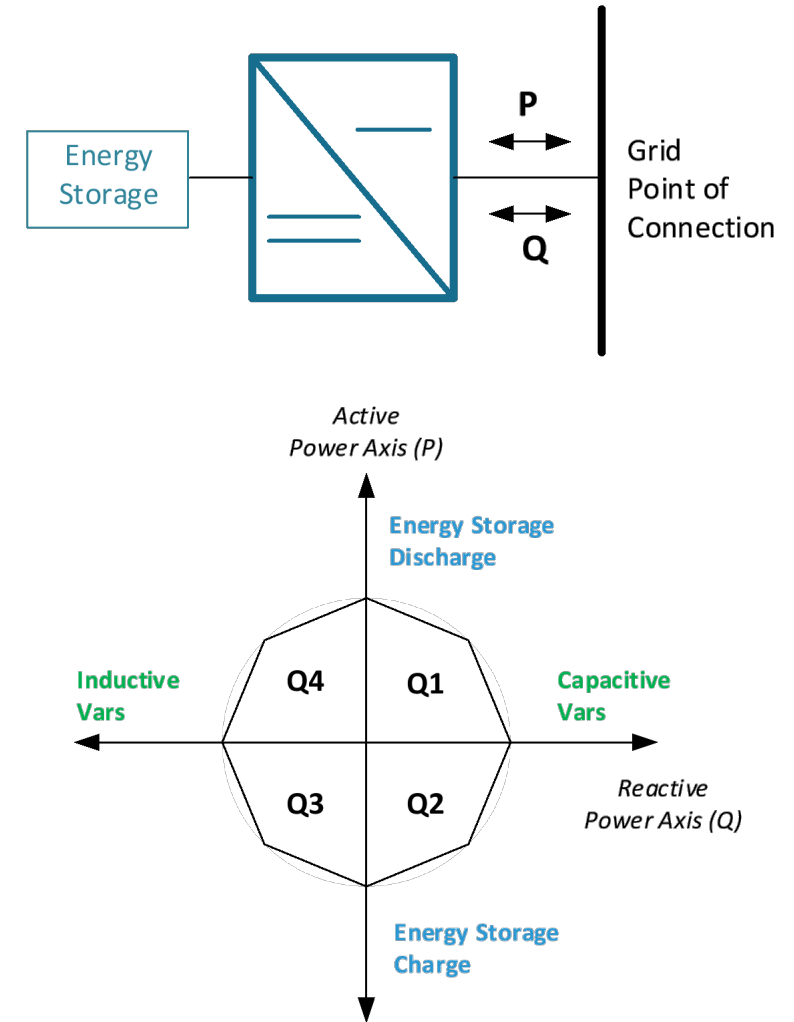 P
Energy
Storage
Grid
Point of
Connection
Q
Active
Power Axis (P)
Energy Storage
Discharge
Q4
Q1
Inductive
Vars
Capacitive
Vars
Q3
Q2
Reactive
Power Axis (Q)
Energy Storage
Charge